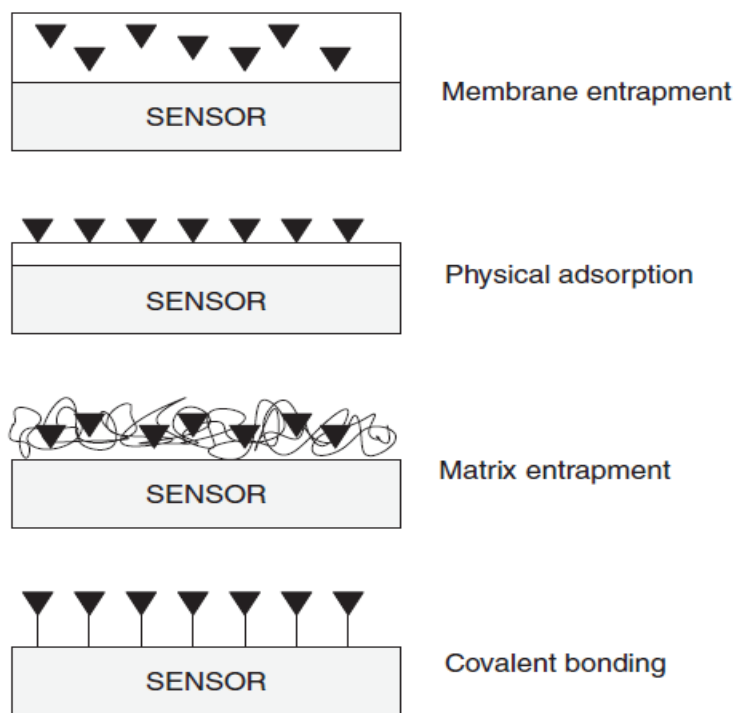 SENSOR
Membrane entrapment
SENSOR
Physical adsorption
SENSOR
Matrix entrapment
SENSOR
Covalent bonding